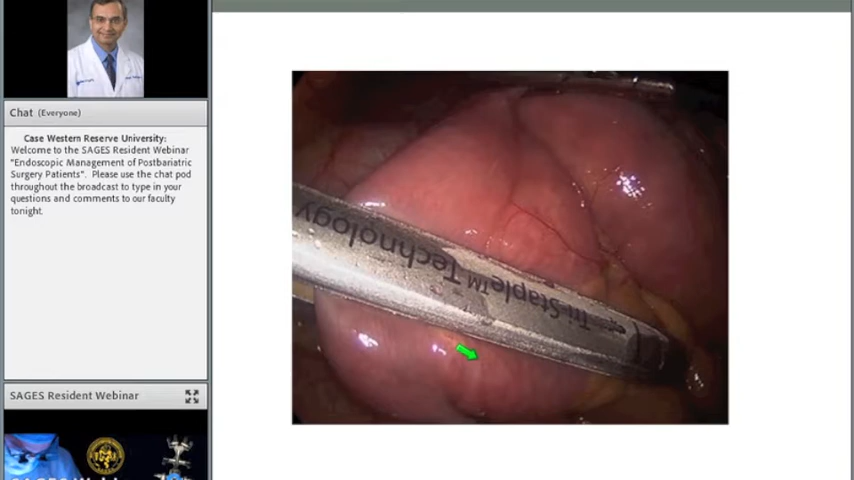 Chat (Everyone)
Case Western Reserve University:
Welcome to the SAGES Resident Webinar
"Endoscopic Management of Postbariatric
Surgery Patients". Please use the chat pod
throughout the broadcast to type in your
questions and comments to our faculty
tonight.
Tri-Staple™ Technology
SAGES Resident Webinar